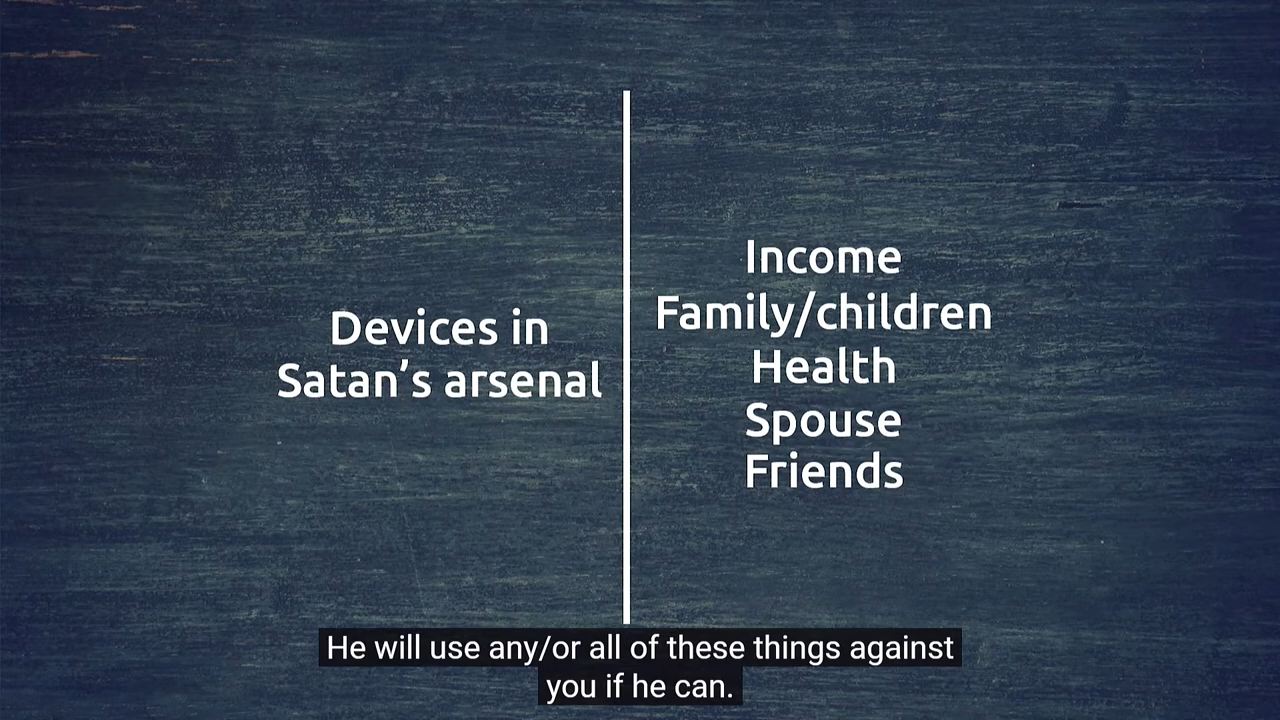 Devices in
Satan’s arsenal
Income
Family/children
Health
Spouse
Friends
He will use any/or all of these things against
you if he can.